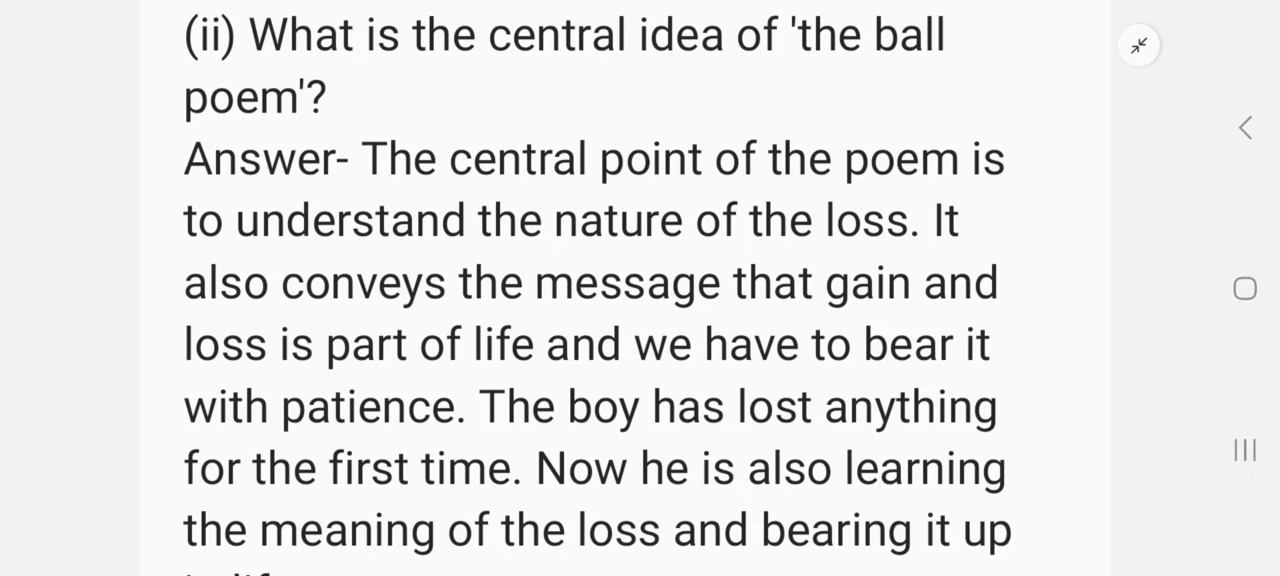 (ii) What is the central idea of 'the ball
poem'?
Answer- The central point of the poem is
to understand the nature of the loss. It
also conveys the message that gain and
loss is part of life and we have to bear it
with patience. The boy has lost anything
for the first time. Now he is also learning
the meaning of the loss and bearing it up